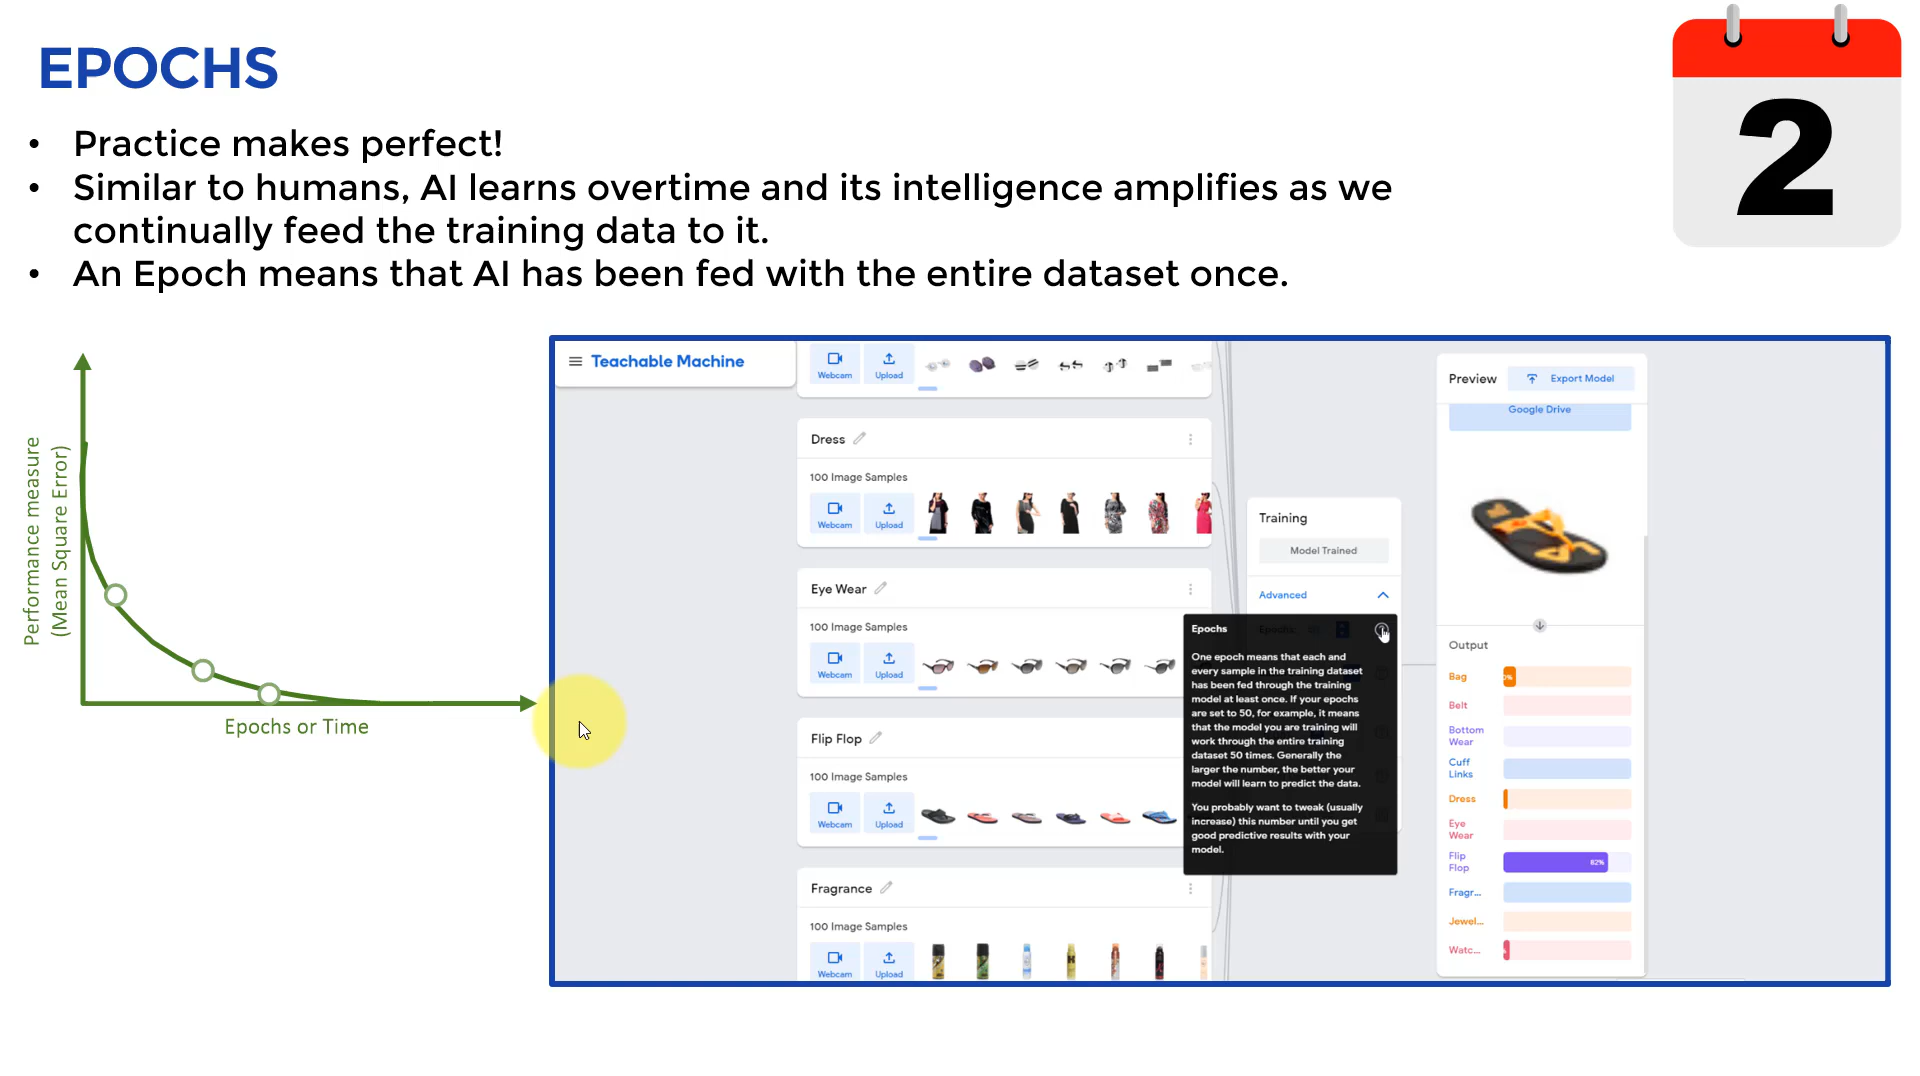 EPOCHS
2
• Practice makes perfect!
• Similar to humans, AI learns overtime and its intelligence amplifies as we
continually feed the training data to it.
• An Epoch means that AI has been fed with the entire dataset once.
Performance measure
(Mean Square Error)
Epochs or Time
Teachable Machine
Webcam
Upload
Dress
100 Image Samples
Webcam
Upload
Eye Wear
100 Image Samples
Webcam
Upload
Flip Flop
100 Image Samples
Webcam
Upload
Fragrance
100 Image Samples
Webcam
Upload
Training
Model Trained
Advanced
Epochs
One epoch means that each and
every sample in the training dataset
has been fed through the training
model at least once. If your epochs
are set to 50, for example, it means
that the model you are training will
work through the entire training
dataset 50 times. Generally the
larger the number, the better your
model will learn to predict the data.
You probably want to tweak (usually
increase) this number until you get
good predictive results with your
model.
Preview
Export Model
Google Drive
Output
Bag
Belt
Bottom
Wear
Cuff
Links
Dress
Eye
Wear
Flip
Flop
82%
Fragr...
Jewel...
Watc...